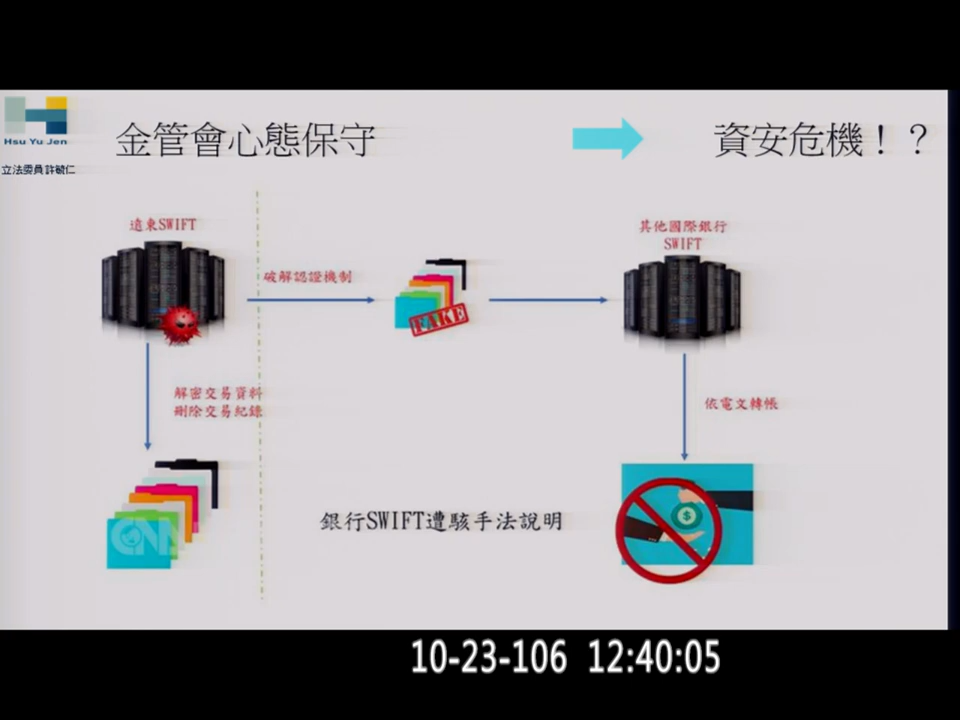 Hsu Yu Jen
立法委員許毓仁
金管會心態保守
資安危機！？
遠東SWIFT
破解認證機制
FAKE
其他國際銀行
SWIFT
解密交易資料
刪除交易紀錄
依電文轉帳
銀行SWIFT遭駭手法說明
10-23-106 12:40:05